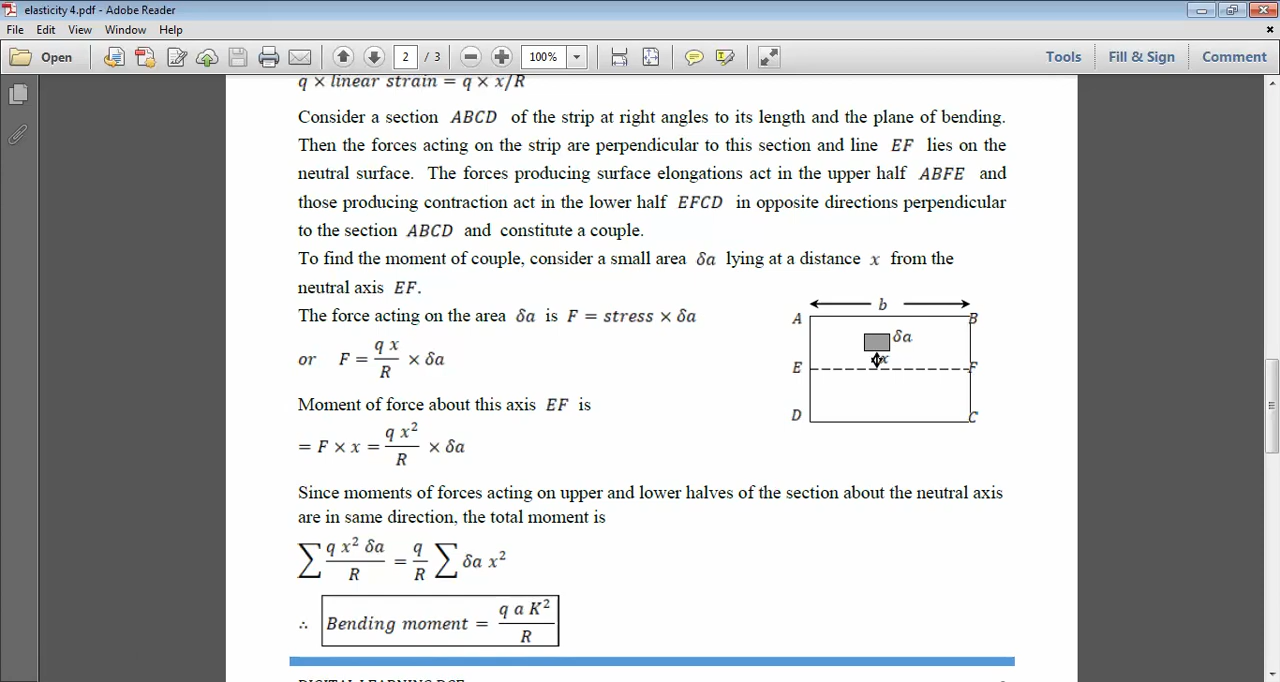 elasticity 4.pdf - Adobe Reader
File Edit View Window Help
Open 2 / 3 100% Tools Fill & Sign Comment
q × linear strain = q × x/R
Consider a section ABCD of the strip at right angles to its length and the plane of bending.
Then the forces acting on the strip are perpendicular to this section and line EF lies on the
neutral surface. The forces producing surface elongations act in the upper half ABFE and
those producing contraction act in the lower half EFCD in opposite directions perpendicular
to the section ABCD and constitute a couple.
To find the moment of couple, consider a small area δa lying at a distance x from the
neutral axis EF.
The force acting on the area δa is F = stress × δa
or F = q x / R × δa
Moment of force about this axis EF is
= F × x = q x² / R × δa
b
A B
δa
x
E F
D C
Since moments of forces acting on upper and lower halves of the section about the neutral axis
are in same direction, the total moment is
∑ q x² δa / R = q / R ∑ δa x²
∴ Bending moment = q a K² / R